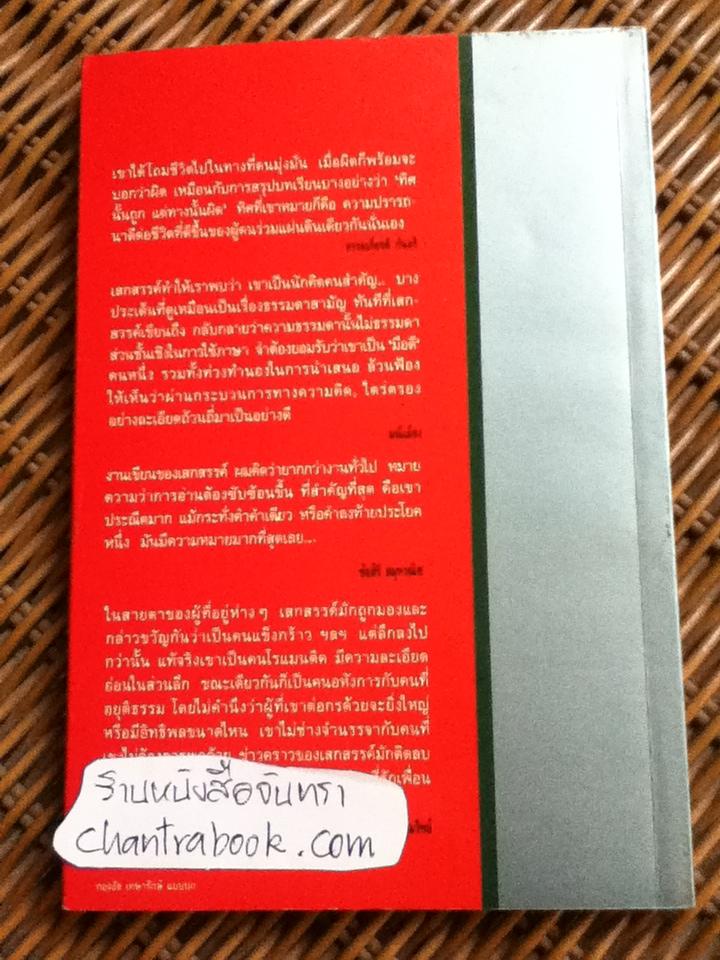 เขาได้โถมชีวิตไปในทางที่ตนมุ่งมั่น เมื่อผิดก็พร้อมจะ
บอกว่าผิด เหมือนกับการสรุปบทเรียนบางอย่างว่า 'ทิศ
นั้นถูก แต่ทางนั้นผิด' ทิศที่เขาหมายก็คือ ความปรารถ-
นาดีต่อชีวิตที่ดีขึ้นของผู้คนร่วมแผ่นดินเดียวกันนั่นเอง
เสกสรรค์ทำให้เราพบว่า เขาเป็นนักคิดคนสำคัญ.. บาง
ประเด็นที่ดูเหมือนเป็นเรื่องธรรมดาสามัญ ทันทีที่เสก-
สรรค์เขียนถึง กลับกลายว่าความธรรมดานั้นไม่ธรรมดา
ส่วนชั้นเชิงในการใช้ภาษา จำต้องยอมรับว่าเขาเป็น 'มือดี'
คนหนึ่ง รวมทั้งท่วงทำนองในการนำเสนอ ล้วนฟ้อง
ให้เห็นว่าผ่านกระบวนการทางความคิด, ไตร่ตรอง
อย่างละเอียดถ้วนถี่มาเป็นอย่างดี
งานเขียนของเสกสรรค์ ผมคิดว่ายากกว่างานทั่วไป หมาย
ความว่าการอ่านต้องซับซ้อนขึ้น ที่สำคัญที่สุด คือเขา
ประณีตมาก แม้กระทั่งคำคำเดียว หรือคำลงท้ายประโยค
หนึ่ง มันมีความหมายมากที่สุดเลย...
ในสายตาของผู้ที่อยู่ห่างๆ เสกสรรค์มักถูกมองและ
กล่าวขวัญกันว่าเป็นคนแข็งกร้าว ฯลฯ แต่ลึกลงไป
กว่านั้น แท้จริงเขาเป็นคนโรแมนติค มีความละเอียด
อ่อนในส่วนลึก ขณะเดียวกันก็เป็นคนอหังการกับคนที่
อยุติธรรม โดยไม่คำนึงว่าผู้ที่เขาต่อกรด้วยจะยิ่งใหญ่
หรือมีอิทธิพลขนาดไหน เขาไม่ช่างจำนรรจากับคนที่
ข่าวคราวของเสกสรรค์มักติดลบ
ร้านหนังสือจันทรา
chantrabook.com